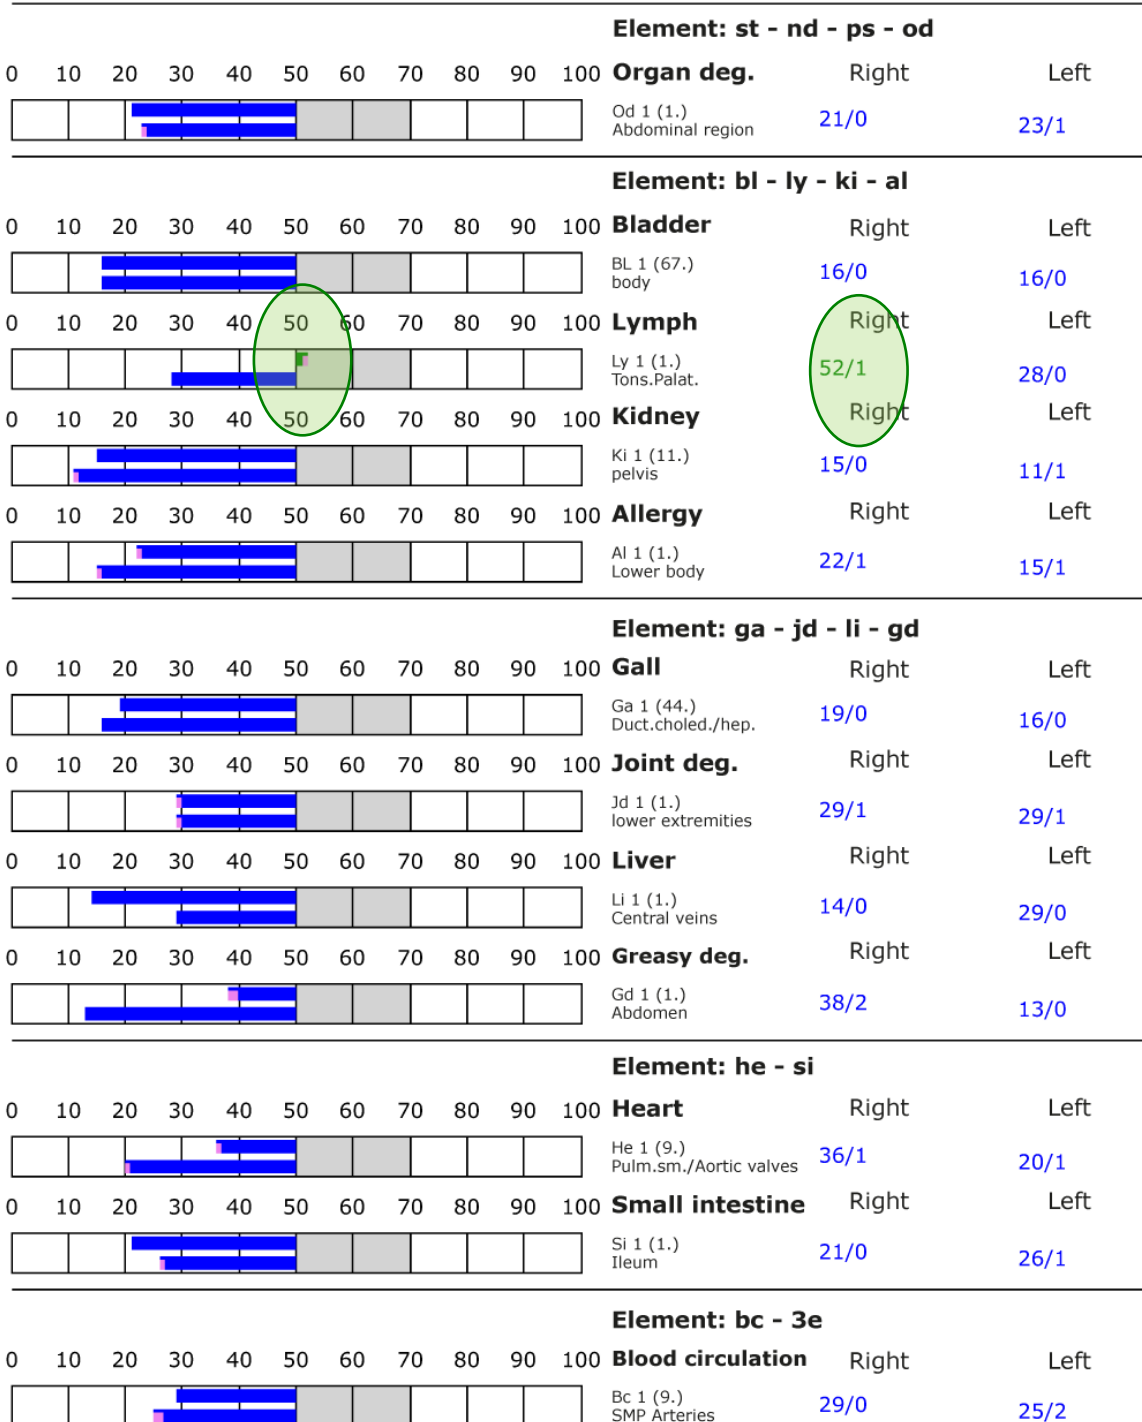 Element: st - nd - ps - od
0 10 20 30 40 50 60 70 80 90 100 Organ deg. Right Left
Od 1 (1.) 21/0 23/1
Abdominal region
Element: bl - ly - ki - al
0 10 20 30 40 50 60 70 80 90 100 Bladder Right Left
BL 1 (67.) 16/0 16/0
body
0 10 20 30 40 50 60 70 80 90 100 Lymph Right Left
Ly 1 (1.) 52/1 28/0
Tons.Palat.
0 10 20 30 40 50 60 70 80 90 100 Kidney Right Left
Ki 1 (11.) 15/0 11/1
pelvis
0 10 20 30 40 50 60 70 80 90 100 Allergy Right Left
Al 1 (1.) 22/1 15/1
Lower body
Element: ga - jd - li - gd
0 10 20 30 40 50 60 70 80 90 100 Gall Right Left
Ga 1 (44.) 19/0 16/0
Duct.choled./hep.
0 10 20 30 40 50 60 70 80 90 100 Joint deg. Right Left
Jd 1 (1.) 29/1 29/1
lower extremities
0 10 20 30 40 50 60 70 80 90 100 Liver Right Left
Li 1 (1.) 14/0 29/0
Central veins
0 10 20 30 40 50 60 70 80 90 100 Greasy deg. Right Left
Gd 1 (1.) 38/2 13/0
Abdomen
Element: he - si
0 10 20 30 40 50 60 70 80 90 100 Heart Right Left
He 1 (9.) 36/1 20/1
Pulm.sm./Aortic valves
0 10 20 30 40 50 60 70 80 90 100 Small intestine Right Left
Si 1 (1.) 21/0 26/1
Ileum
Element: bc - 3e
0 10 20 30 40 50 60 70 80 90 100 Blood circulation Right Left
Bc 1 (9.) 29/0 25/2
SMP Arteries